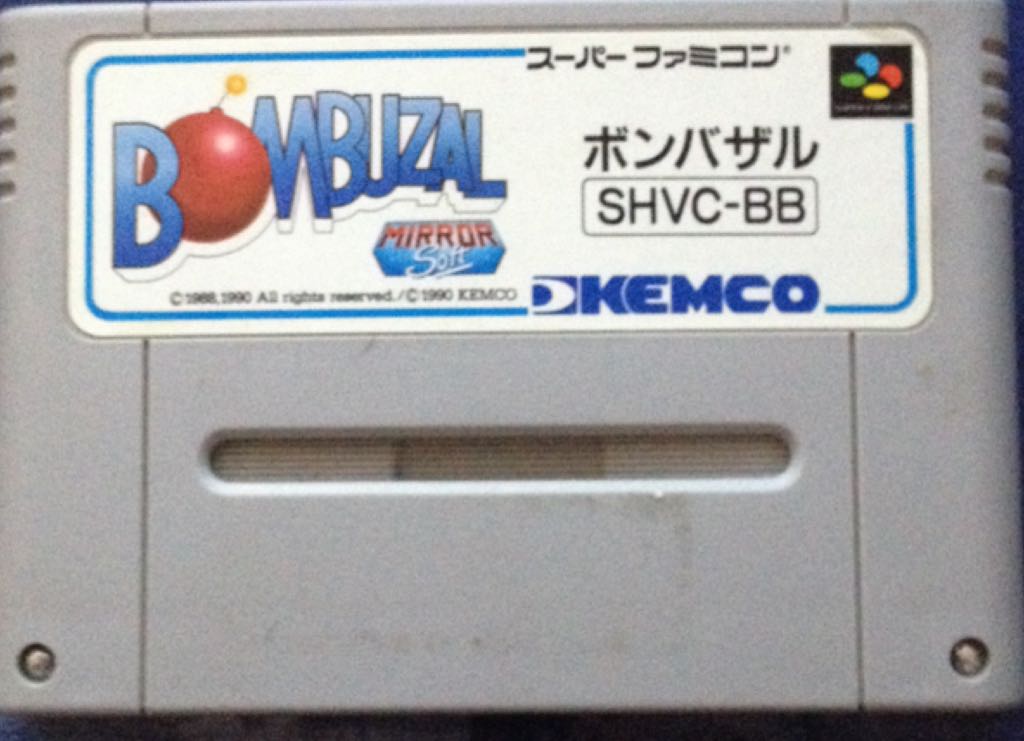 スーパーファミコン®
BOMBUZAL
ボンバザル
SHVC-BB
MIRROR
Soft
©1988,1990 All rights reserved./©1990 KEMCO
KEMCO